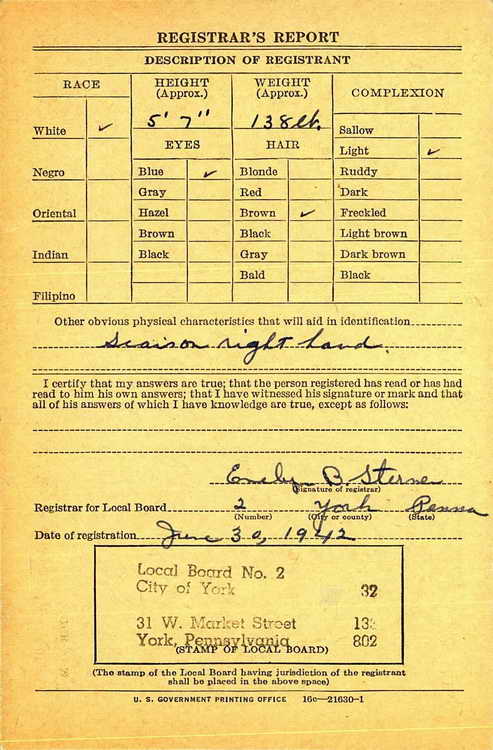 REGISTRAR'S REPORT
DESCRIPTION OF REGISTRANT
RACE HEIGHT (Approx.) WEIGHT (Approx.) COMPLEXION
5' 7" 138 lb.
White ✓ Sallow
EYES HAIR Light ✓
Negro Blue ✓ Blonde Ruddy
Gray Red Dark
Oriental Hazel Brown ✓ Freckled
Brown Black Light brown
Indian Black Gray Dark brown
Bald Black
Filipino
Other obvious physical characteristics that will aid in identification
right hand.
I certify that my answers are true; that the person registered has read or has had
read to him his own answers; that I have witnessed his signature or mark and that
all of his answers of which I have knowledge are true, except as follows:
B. Sterner
(Signature of registrar)
Registrar for Local Board 2 York Penna
(Number) (City or county) (State)
Date of registration June 30, 1942
Local Board No. 2
City of York 32
31 W. Market Street 133
York, Pennsylvania 802
(STAMP OF LOCAL BOARD)
(The stamp of the Local Board having jurisdiction of the registrant
shall be placed in the above space)
U. S. GOVERNMENT PRINTING OFFICE 16c—21630-1